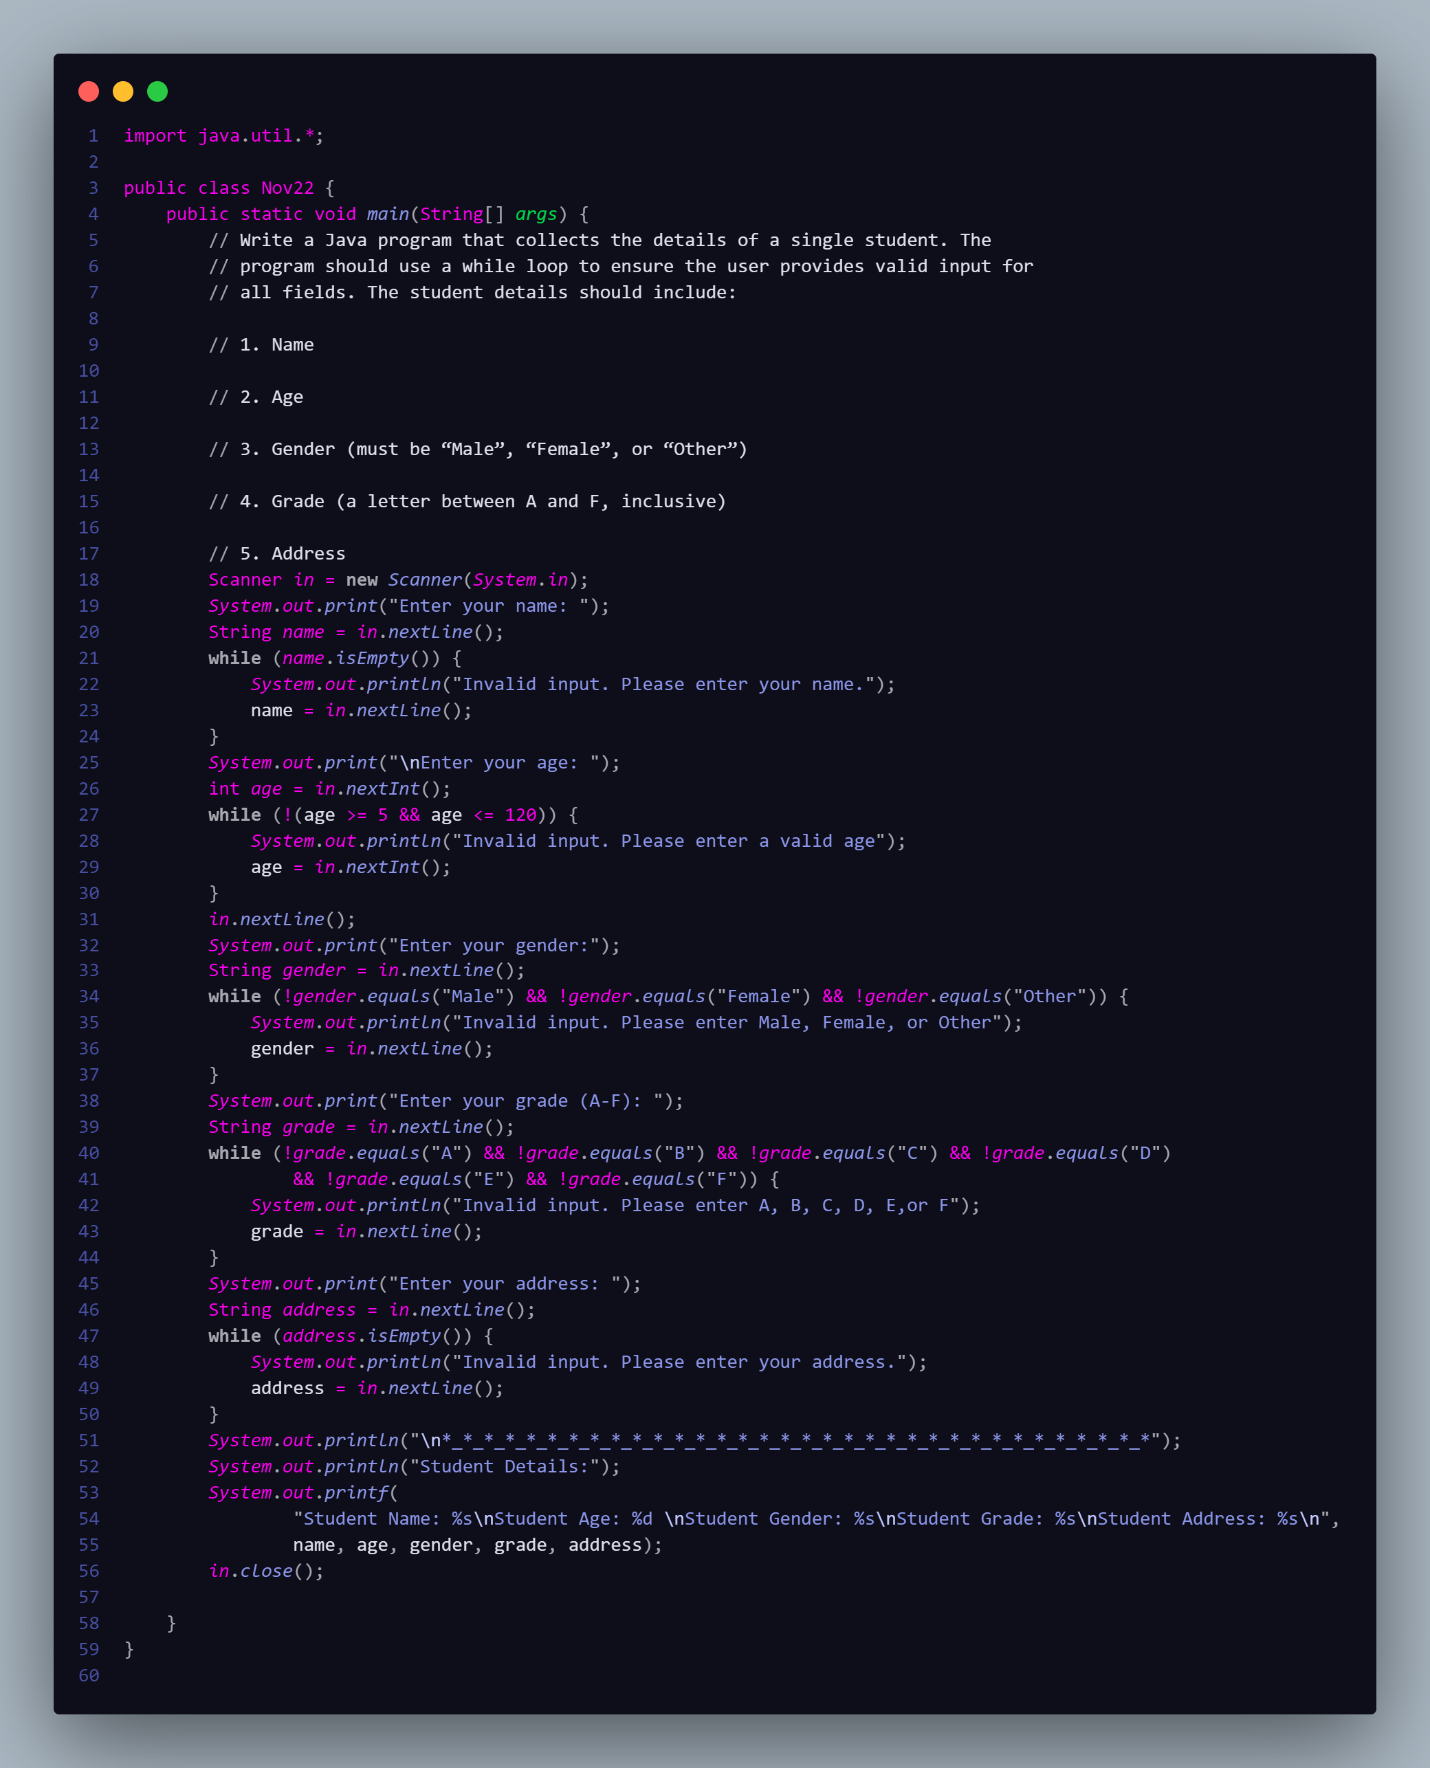 1 import java.util.*;
2
3 public class Nov22 {
4     public static void main(String[] args) {
5         // Write a Java program that collects the details of a single student. The
6         // program should use a while loop to ensure the user provides valid input for
7         // all fields. The student details should include:
8
9         // 1. Name
10
11         // 2. Age
12
13         // 3. Gender (must be “Male”, “Female”, or “Other”)
14
15         // 4. Grade (a letter between A and F, inclusive)
16
17         // 5. Address
18         Scanner in = new Scanner(System.in);
19         System.out.print("Enter your name: ");
20         String name = in.nextLine();
21         while (name.isEmpty()) {
22             System.out.println("Invalid input. Please enter your name.");
23             name = in.nextLine();
24         }
25         System.out.print("\nEnter your age: ");
26         int age = in.nextInt();
27         while (!(age >= 5 && age <= 120)) {
28             System.out.println("Invalid input. Please enter a valid age");
29             age = in.nextInt();
30         }
31         in.nextLine();
32         System.out.print("Enter your gender:");
33         String gender = in.nextLine();
34         while (!gender.equals("Male") && !gender.equals("Female") && !gender.equals("Other")) {
35             System.out.println("Invalid input. Please enter Male, Female, or Other");
36             gender = in.nextLine();
37         }
38         System.out.print("Enter your grade (A-F): ");
39         String grade = in.nextLine();
40         while (!grade.equals("A") && !grade.equals("B") && !grade.equals("C") && !grade.equals("D")
41                 && !grade.equals("E") && !grade.equals("F")) {
42             System.out.println("Invalid input. Please enter A, B, C, D, E,or F");
43             grade = in.nextLine();
44         }
45         System.out.print("Enter your address: ");
46         String address = in.nextLine();
47         while (address.isEmpty()) {
48             System.out.println("Invalid input. Please enter your address.");
49             address = in.nextLine();
50         }
51         System.out.println("\n*_*_*_*_*_*_*_*_*_*_*_*_*_*_*_*_*_*_*_*_*_*_*_*_*_*_*_*_*_*_*_*_*_*");
52         System.out.println("Student Details:");
53         System.out.printf(
54                 "Student Name: %s\nStudent Age: %d \nStudent Gender: %s\nStudent Grade: %s\nStudent Address: %s\n",
55                 name, age, gender, grade, address);
56         in.close();
57
58     }
59 }
60